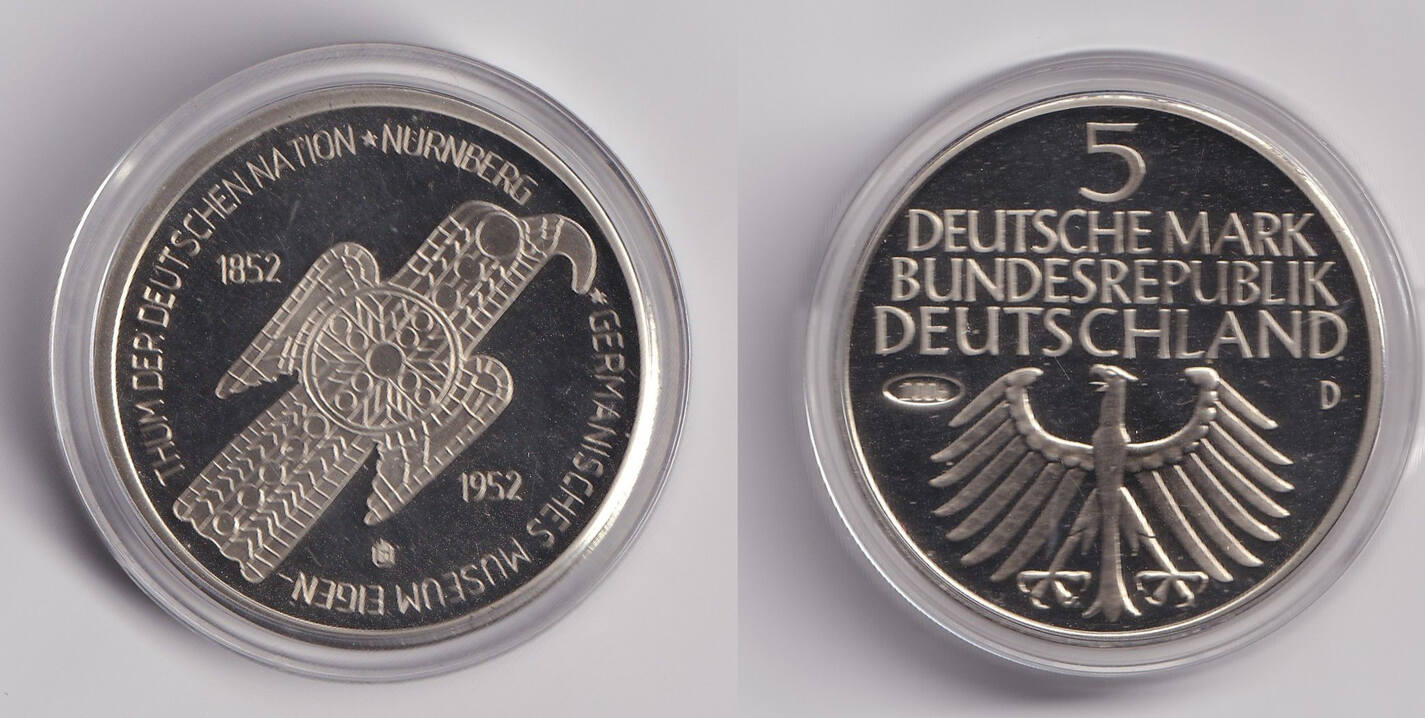 GERMANISCHES MUSEUM EIGEN-
THUM DER DEUTSCHEN NATION * NÜRNBERG *
1852
1952
5
DEUTSCHE MARK
BUNDESREPUBLIK
DEUTSCHLAND
D